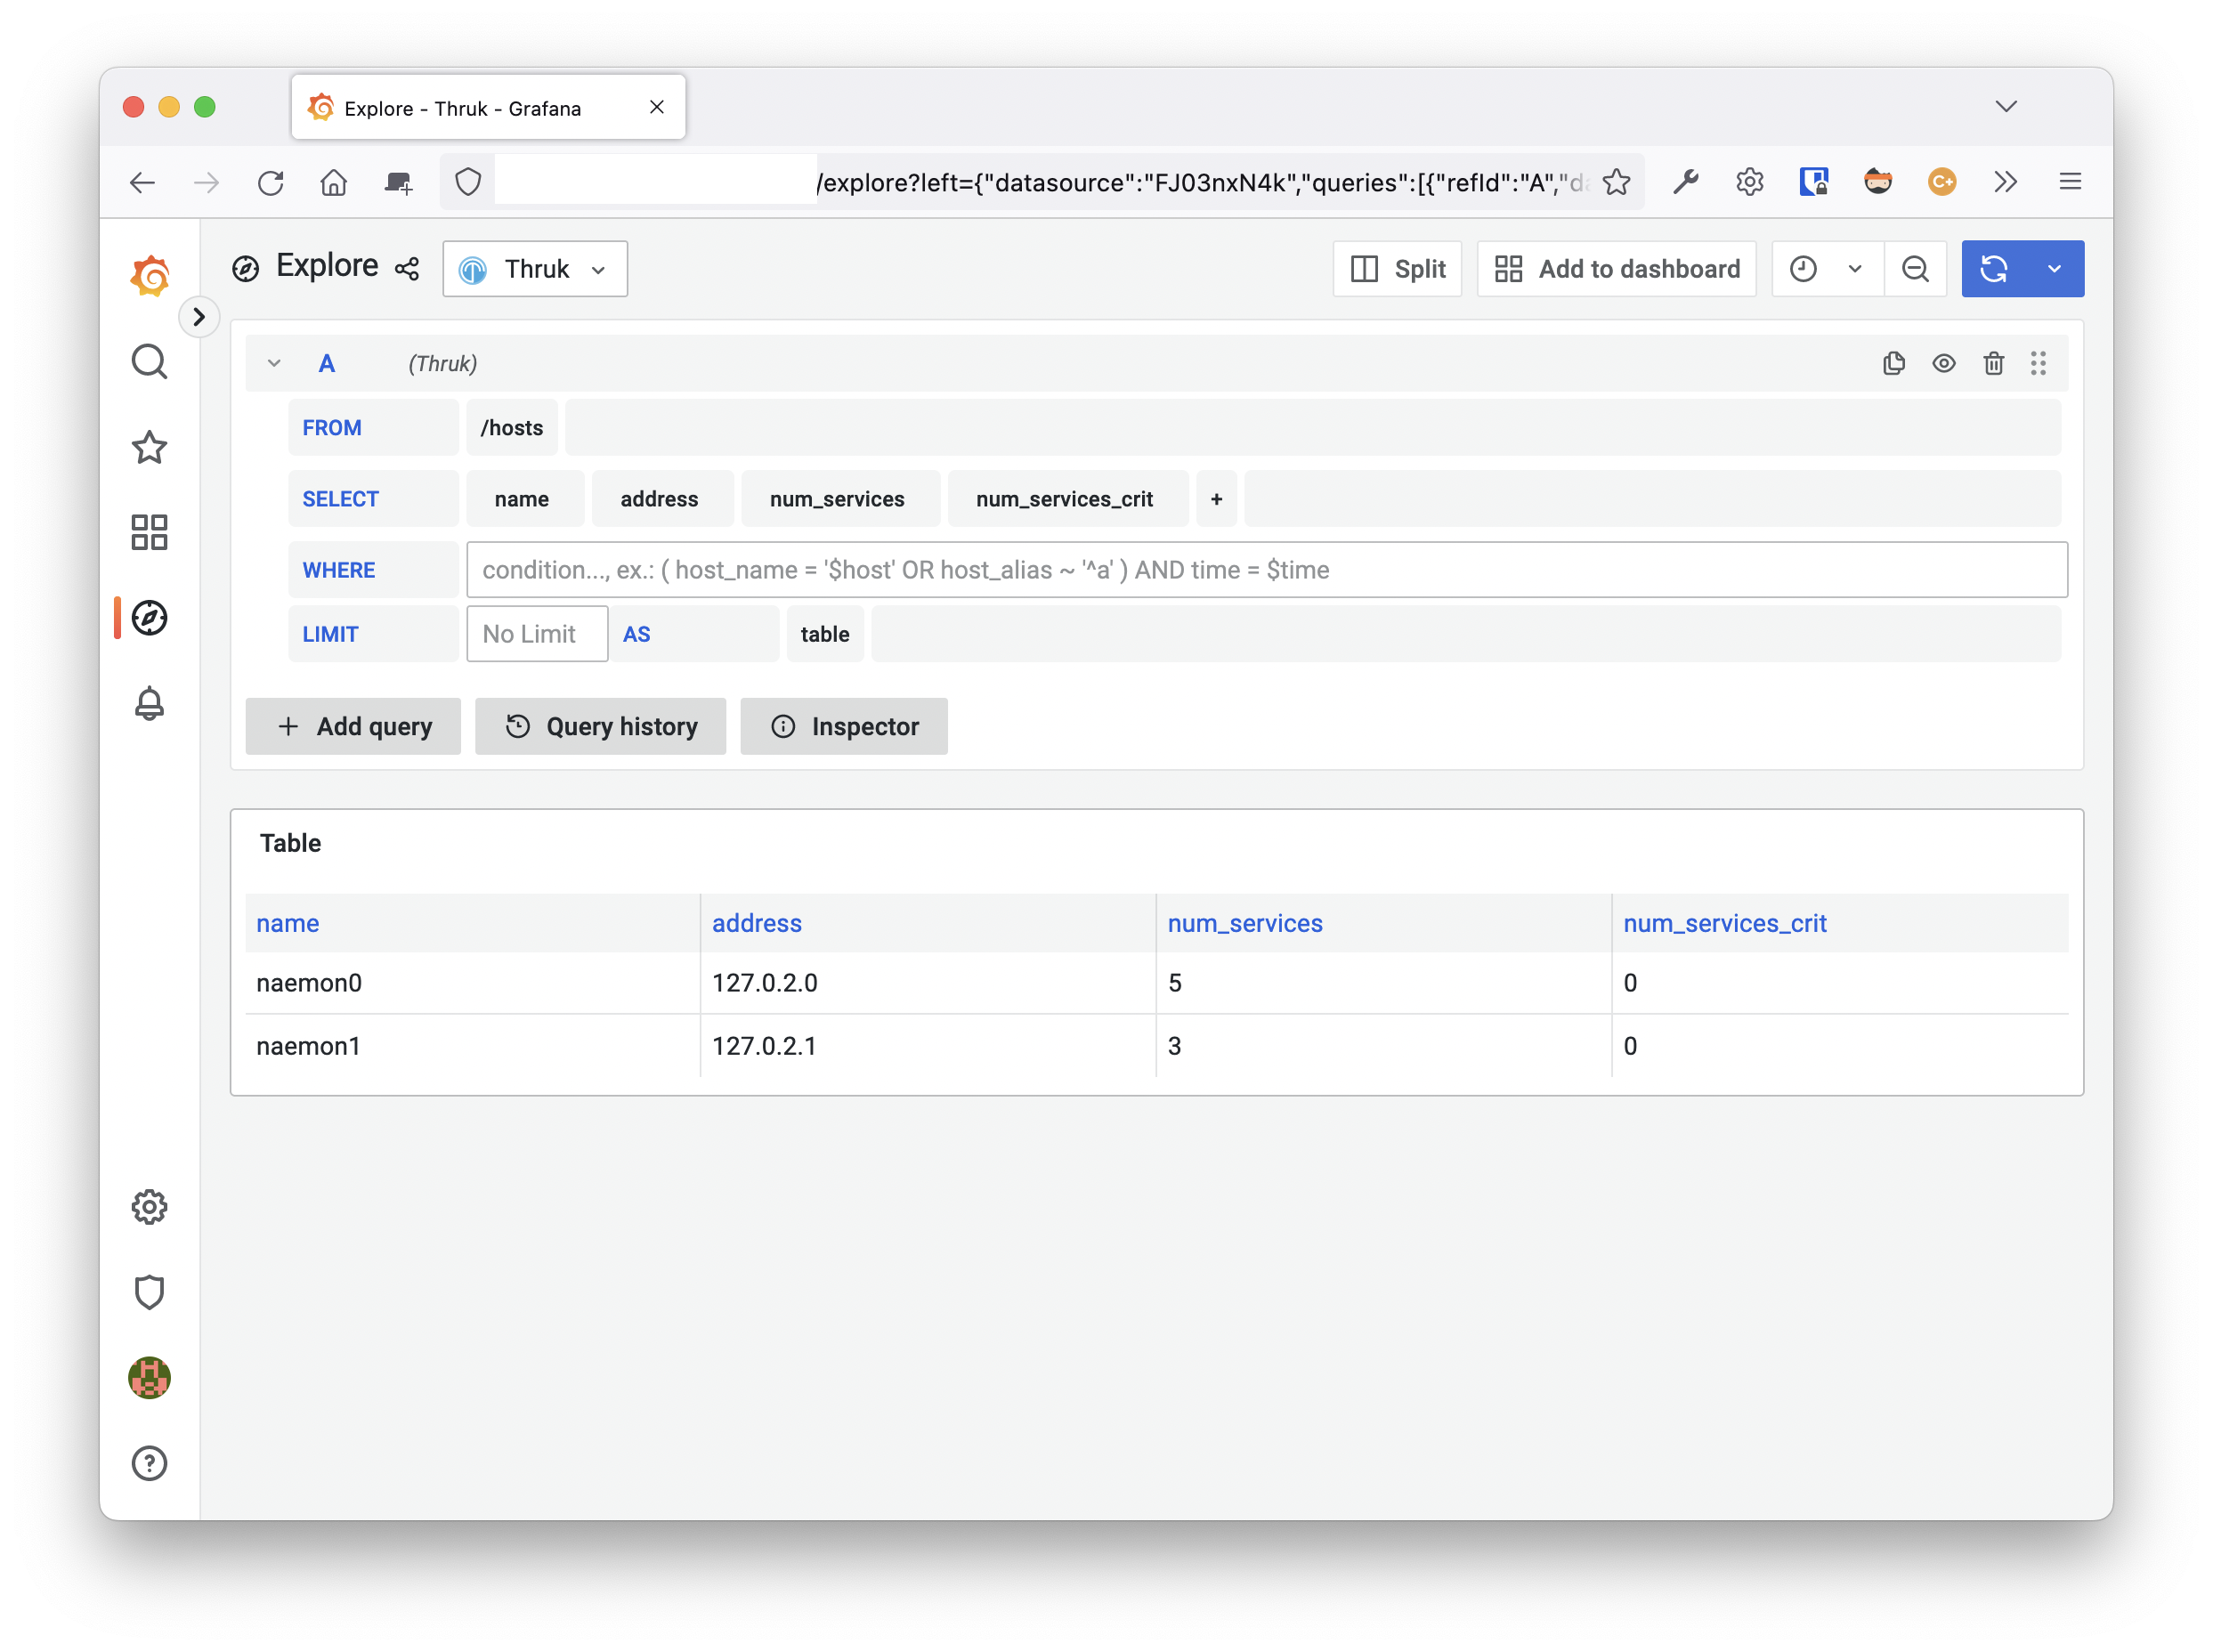 Explore - Thruk - Grafana
/explore?left={"datasource":"FJ03nxN4k","queries":[{"refId":"A","da
C+
Explore Thruk Split Add to dashboard
A (Thruk)
FROM /hosts
SELECT name address num_services num_services_crit +
WHERE condition..., ex.: ( host_name = '$host' OR host_alias ~ '^a' ) AND time = $time
LIMIT No Limit AS table
+ Add query Query history Inspector
Table
name address num_services num_services_crit
naemon0 127.0.2.0 5 0
naemon1 127.0.2.1 3 0